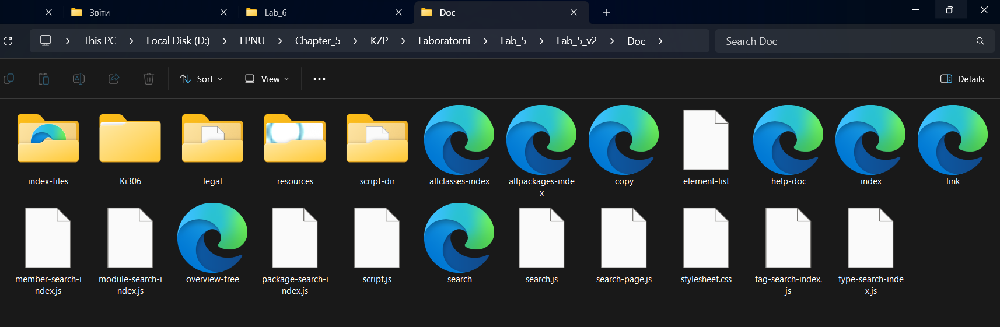 Звіти
Lab_6
Doc
This PC
Local Disk (D:)
LPNU
Chapter_5
KZP
Laboratorni
Lab_5
Lab_5_v2
Doc
Search Doc
Sort
View
Details
index-files
Ki306
legal
resources
script-dir
allclasses-index
allpackages-inde
x
copy
element-list
help-doc
index
link
member-search-i
ndex.js
module-search-i
ndex.js
overview-tree
package-search-i
ndex.js
script.js
search
search.js
search-page.js
stylesheet.css
tag-search-index.
js
type-search-inde
x.js